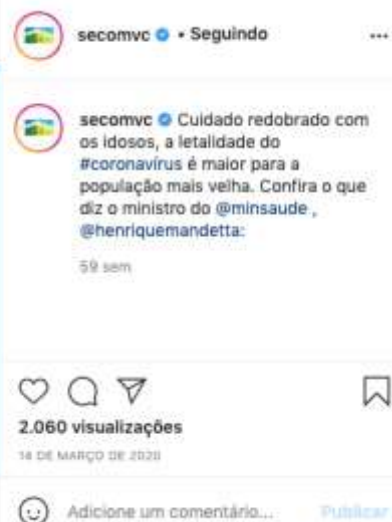 secomvc • Seguindo
secomvc Cuidado redobrado com
os idosos, a letalidade do
#coronavírus é maior para a
população mais velha. Confira o que
diz o ministro do @minsaude ,
@henriquemandetta:
59 sem
2.060 visualizações
14 DE MARÇO DE 2020
Adicione um comentário... Publicar